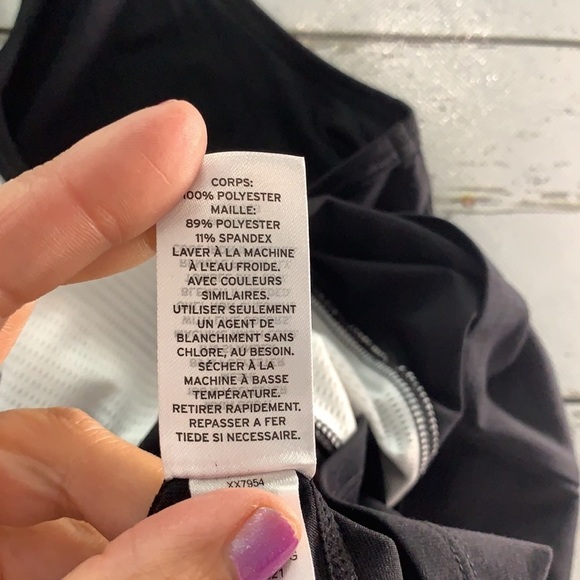 CORPS:
100% POLYESTER
MAILLE:
89% POLYESTER
11% SPANDEX
LAVER À LA MACHINE
À L'EAU FROIDE.
AVEC COULEURS
SIMILAIRES.
UTILISER SEULEMENT
UN AGENT DE
BLANCHIMENT SANS
CHLORE, AU BESOIN.
SÉCHER À LA
MACHINE À BASSE
TEMPÉRATURE.
RETIRER RAPIDEMENT.
REPASSER A FER
TIEDE SI NECESSAIRE.
XX7954